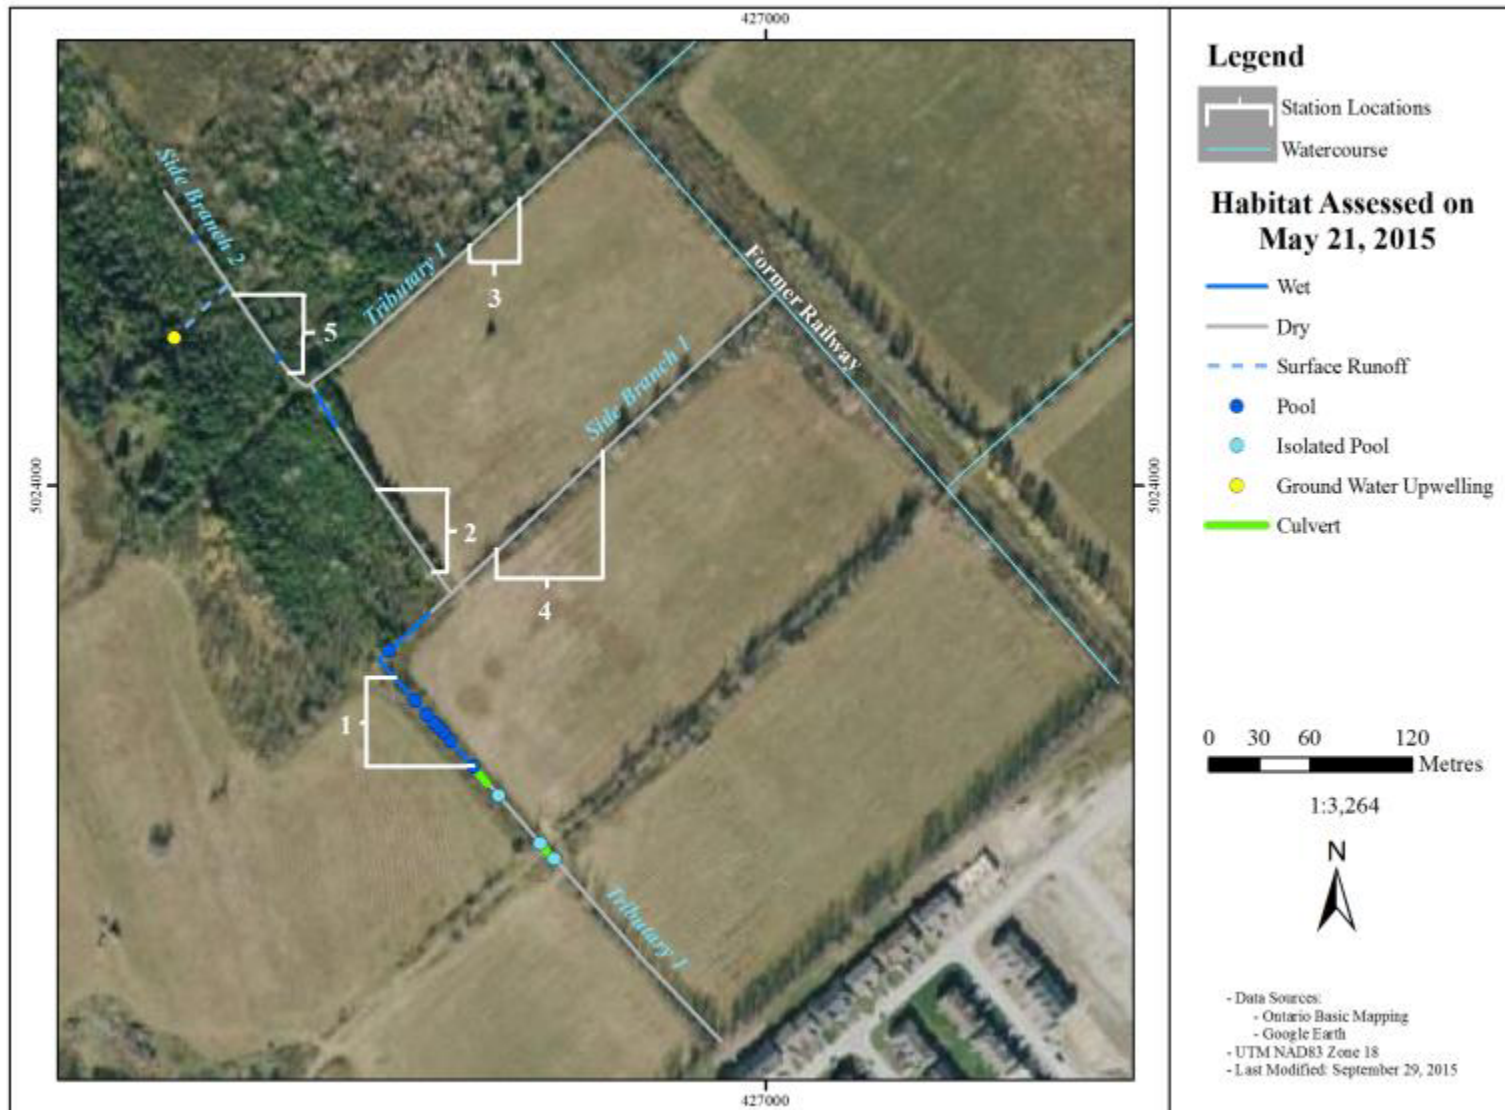 427000
Side Branch 2
Tributary 1
3
5
Former Railway
Side Branch 1
5024000
5024000
2
4
1
Tributary 1
427000
Legend
Station Locations
Watercourse
Habitat Assessed on
May 21, 2015
Wet
Dry
Surface Runoff
Pool
Isolated Pool
Ground Water Upwelling
Culvert
0 30 60 120
Metres
1:3,264
N
- Data Sources:
- Ontario Basic Mapping
- Google Earth
- UTM NAD83 Zone 18
- Last Modified: September 29, 2015